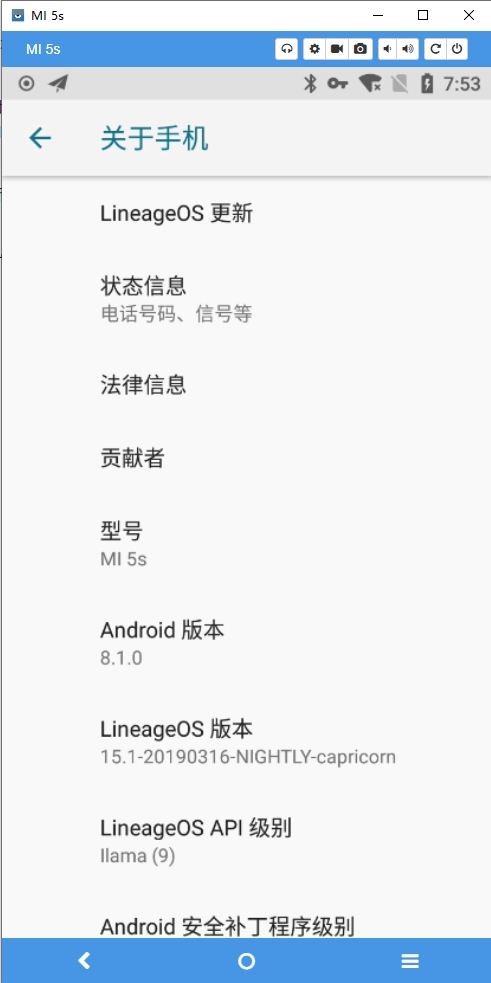 MI 5s
MI 5s
7:53
关于手机
LineageOS 更新
状态信息
电话号码、信号等
法律信息
贡献者
型号
MI 5s
Android 版本
8.1.0
LineageOS 版本
15.1-20190316-NIGHTLY-capricorn
LineageOS API 级别
llama (9)
Android 安全补丁程序级别